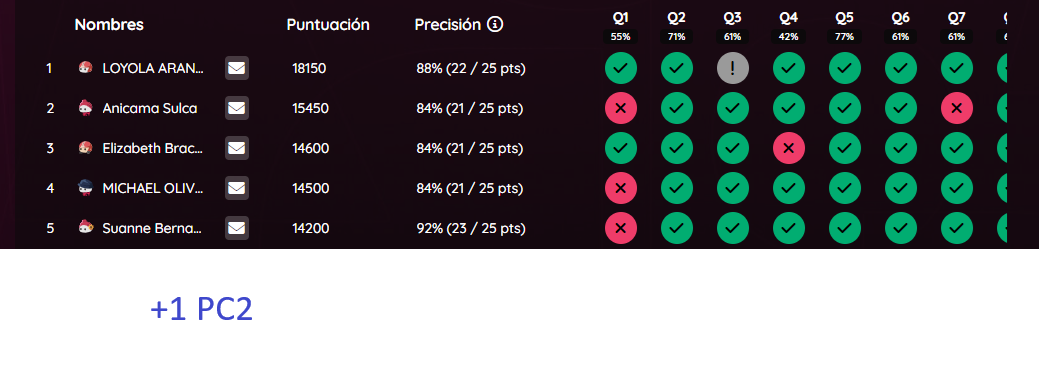 Nombres Puntuación Precisión Q1 Q2 Q3 Q4 Q5 Q6 Q7
55% 71% 61% 42% 77% 61% 61%
1 LOYOLA ARAN... 18150 88% (22 / 25 pts)
2 Anicama Sulca 15450 84% (21 / 25 pts)
3 Elizabeth Brac... 14600 84% (21 / 25 pts)
4 MICHAEL OLIV... 14500 84% (21 / 25 pts)
5 Suanne Berna... 14200 92% (23 / 25 pts)
+1 PC2